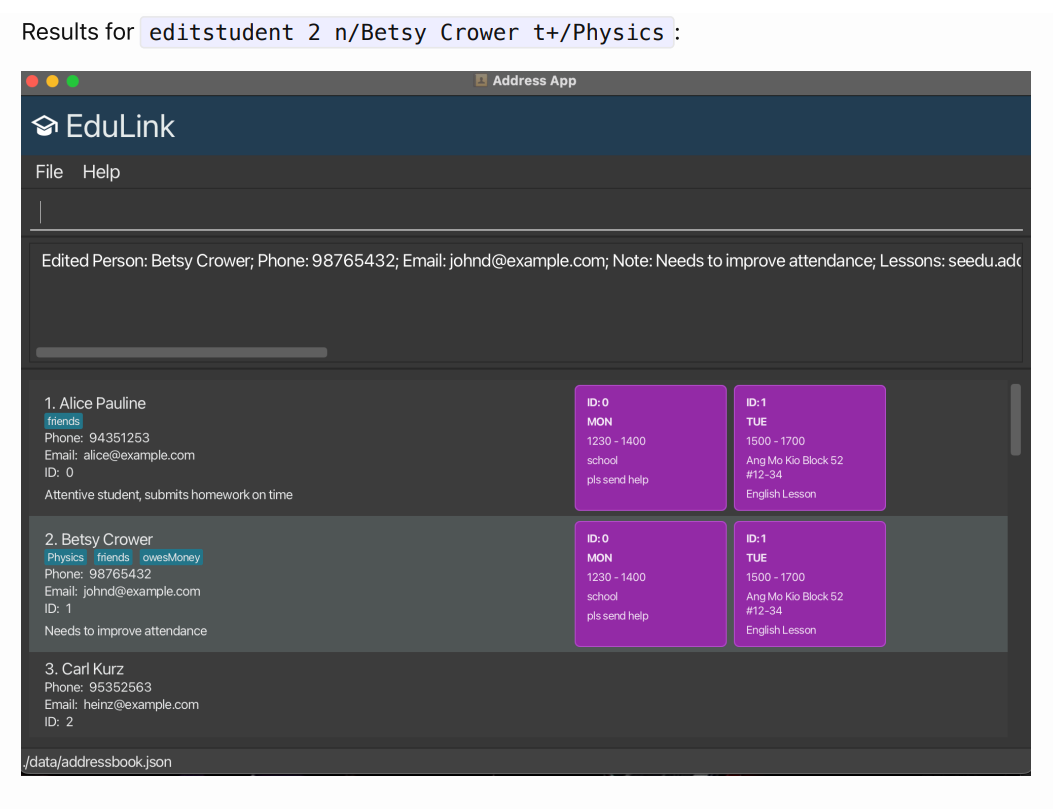 Results for editstudent 2 n/Betsy Crower t+/Physics:
Address App
EduLink
File Help
Edited Person: Betsy Crower; Phone: 98765432; Email: johnd@example.com; Note: Needs to improve attendance; Lessons: seedu.adc
1. Alice Pauline
friends
Phone: 94351253
Email: alice@example.com
ID: 0
Attentive student, submits homework on time
ID: 0
MON
1230 - 1400
school
pls send help
ID: 1
TUE
1500 - 1700
Ang Mo Kio Block 52
#12-34
English Lesson
2. Betsy Crower
Physics friends owesMoney
Phone: 98765432
Email: johnd@example.com
ID: 1
Needs to improve attendance
ID: 0
MON
1230 - 1400
school
pls send help
ID: 1
TUE
1500 - 1700
Ang Mo Kio Block 52
#12-34
English Lesson
3. Carl Kurz
Phone: 95352563
Email: heinz@example.com
ID: 2
./data/addressbook.json